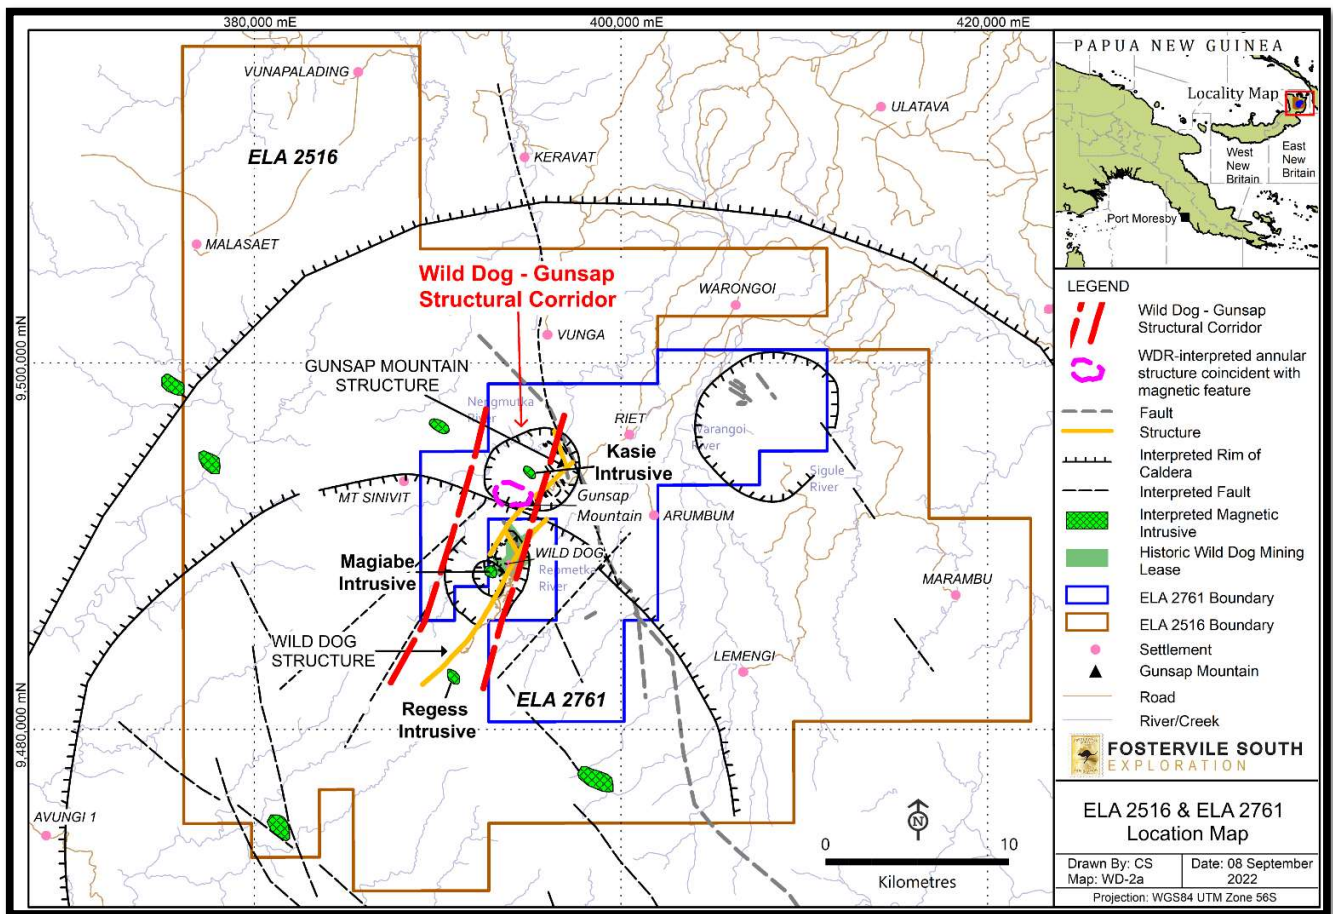 380,000 mE
400,000 mE
420,000 mE
9,500,000 mN
9,480,000 mN
VUNAPALADING
ULATAVA
ELA 2516
KERAVAT
MALASAET
Wild Dog - Gunsap
Structural Corridor
WARONGOI
VUNGA
GUNSAP MOUNTAIN
STRUCTURE
Nengmutka
River
RIET
Warangoi
River
Kasie
Intrusive
Sigule
River
MT SINIVIT
Gunsap
Mountain
ARUMBUM
WILD DOG
Magiabe
Intrusive
River
MARAMBU
WILD DOG
STRUCTURE
LEMENGI
ELA 2761
Regess
Intrusive
AVUNGI 1
N
0
10
Kilometres
PAPUA NEW GUINEA
Locality Map
West
New
Britain
East
New
Britain
Port Moresby
LEGEND
Wild Dog - Gunsap
Structural Corridor
WDR-interpreted annular
structure coincident with
magnetic feature
Fault
Structure
Interpreted Rim of
Caldera
Interpreted Fault
Interpreted Magnetic
Intrusive
Historic Wild Dog Mining
Lease
ELA 2761 Boundary
ELA 2516 Boundary
Settlement
Gunsap Mountain
Road
River/Creek
FOSTERVILE SOUTH
EXPLORATION
ELA 2516 & ELA 2761
Location Map
Drawn By: CS
Map: WD-2a
Date: 08 September
2022
Projection: WGS84 UTM Zone 56S